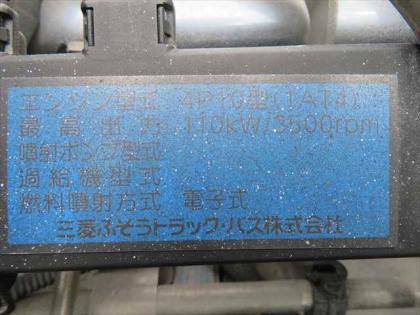 エンジン型式 4P10型(1AT4)
最高出力 110kW/3500rpm
噴射ポンプ型式
過給機型式
燃料噴射方式 電子式
三菱ふそうトラック・バス株式会社